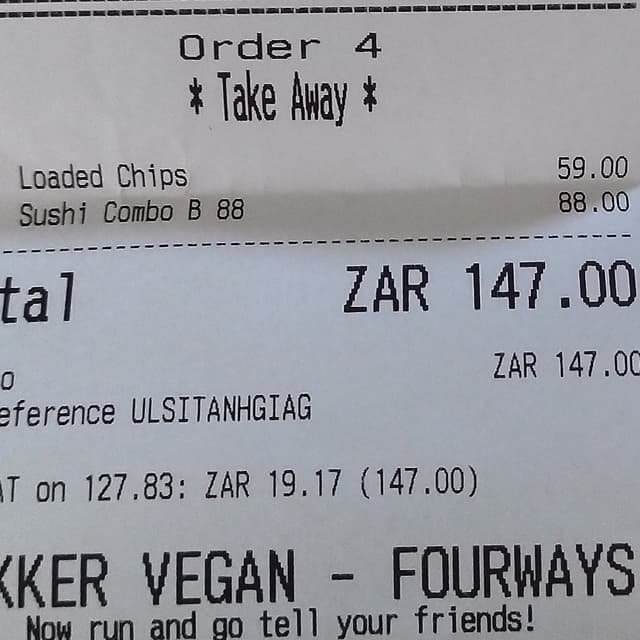 Order 4
* Take Away *
Loaded Chips 59.00
Sushi Combo B 88 88.00
tal ZAR 147.00
o ZAR 147.00
eference ULSITANHGIAG
AT on 127.83: ZAR 19.17 (147.00)
KKER VEGAN - FOURWAYS
Now run and go tell your friends!